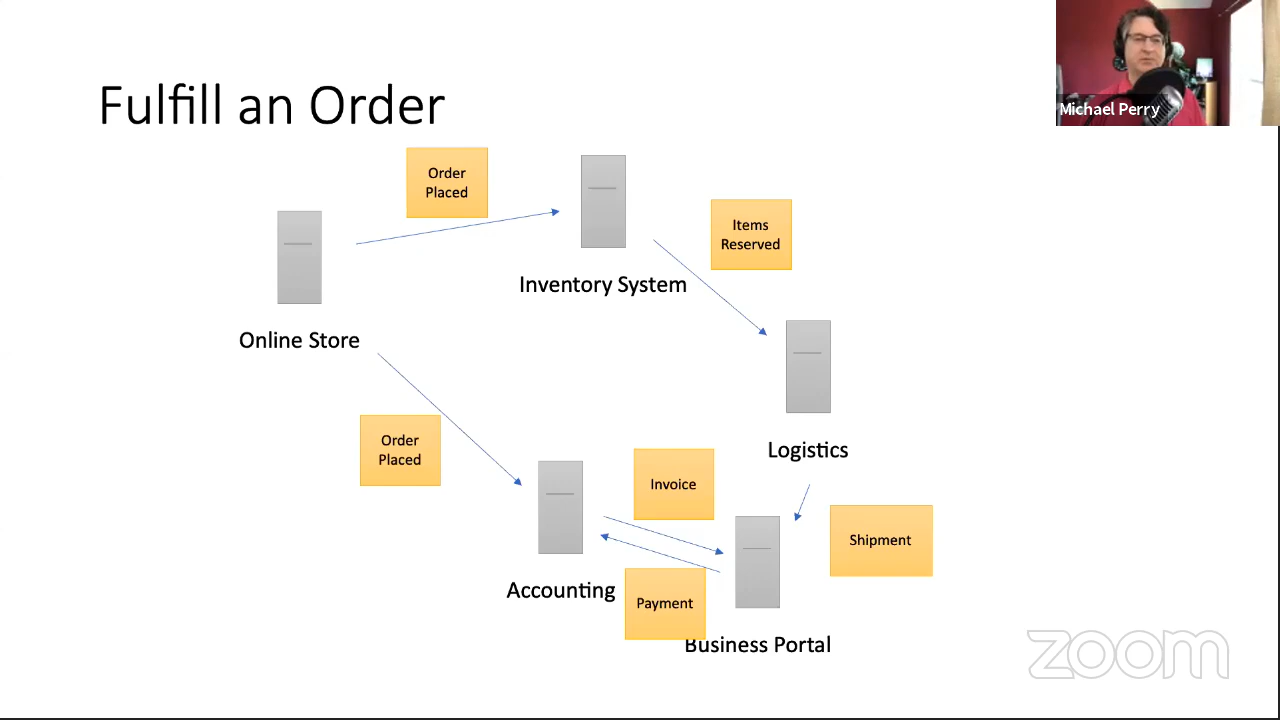 Michael Perry
Fulfill an Order
Order
Placed
Items
Reserved
Inventory System
Online Store
Order
Placed
Logistics
Invoice
Shipment
Accounting
Payment
Business Portal
zoom